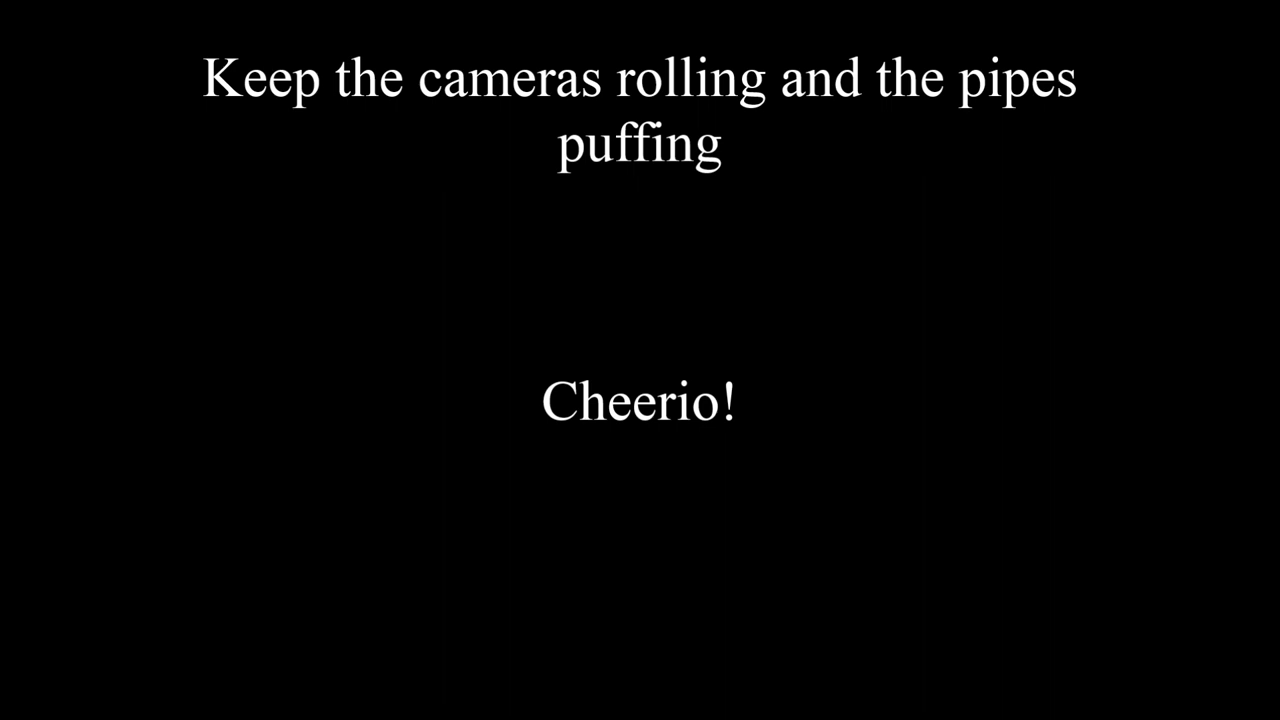 Keep the cameras rolling and the pipes
puffing
Cheerio!